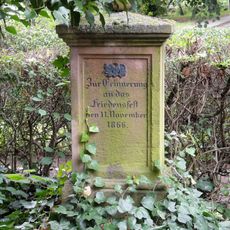 Zur Erinnerung
an das
Friedensfest
den 11. November
1866.